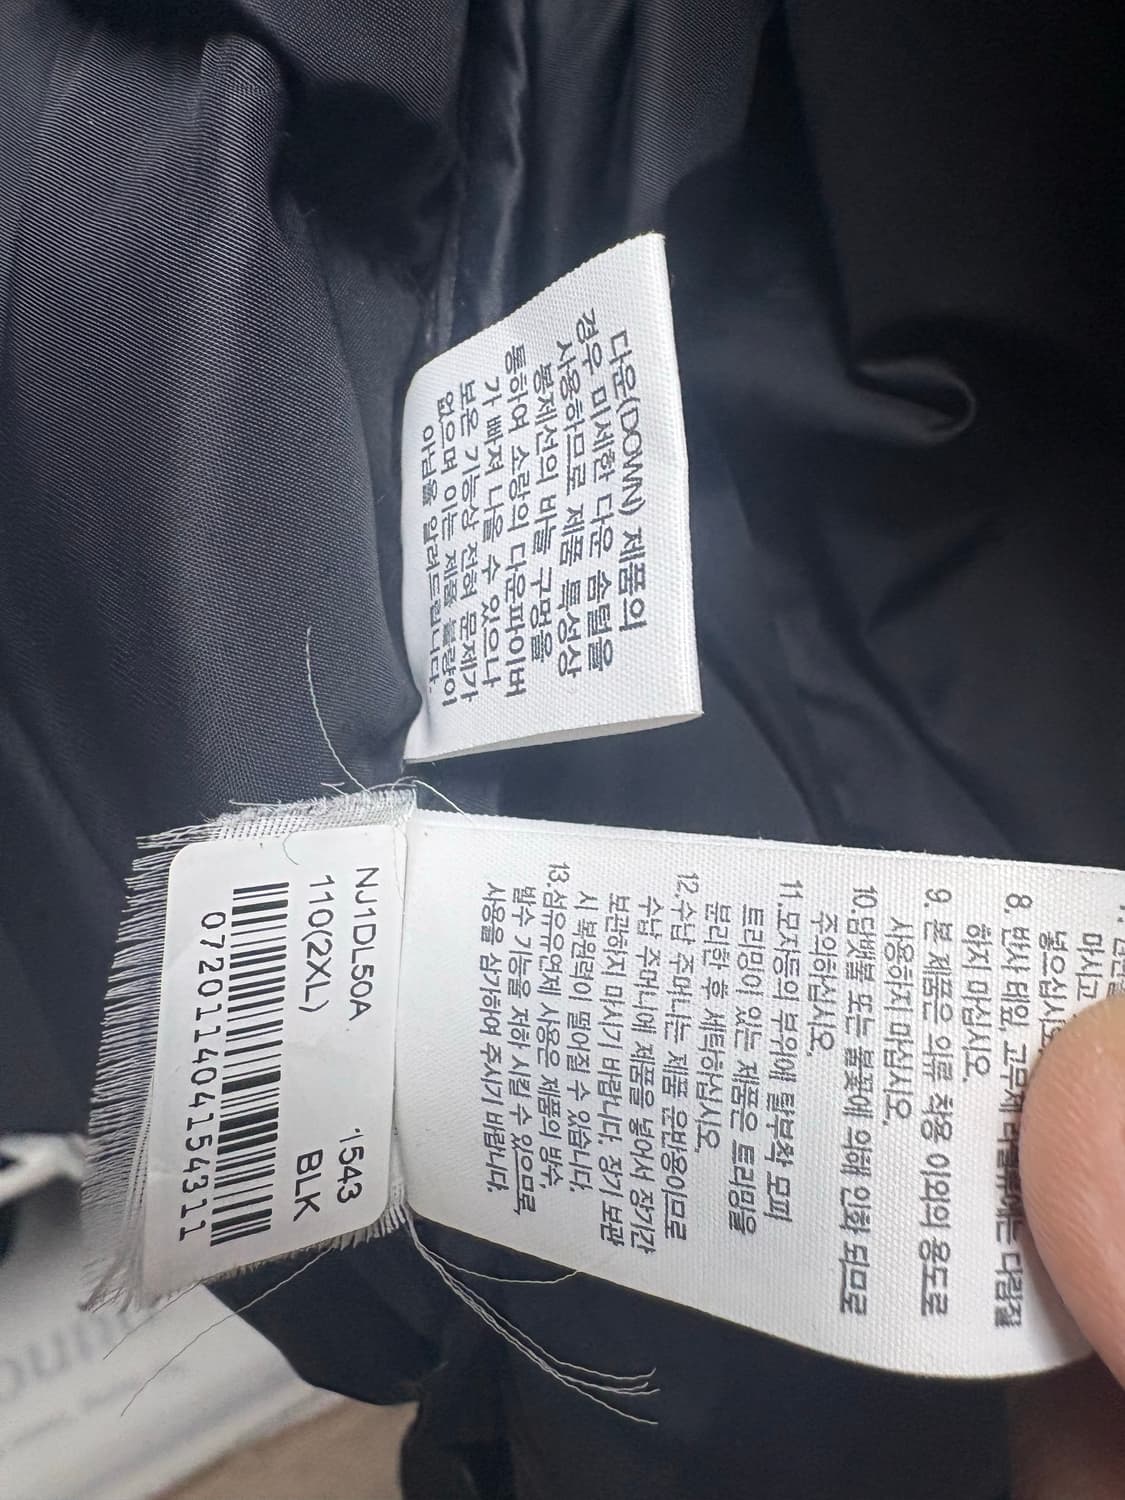 다운(DOWN) 제품의
경우 미세한 다운 솜털을
사용하므로 제품 특성상
봉제선의 바늘 구멍을
통하여 소량의 다운파이버
가 빠져 나올 수 있으나
보온 기능상 전혀 문제가
없으며 이는 제품 불량이
아님을 알려드립니다.
마시고
넣으십시오
8. 반사 테잎, 고무 다림질
하지 마십시오.
9. 본 제품은 의류 착용 이외의 용도로
사용하지 마십시오.
10.담뱃불 또는 불꽃에 의해 인화 되므로
주의하십시오.
11.모자등의 부위에 탈부착 모피
트리밍이 있는 제품은 트리밍을
분리한 후 세탁하십시오.
12.수납 주머니는 제품 운반용이므로
수납 주머니에 제품을 넣어서 장기간
보관하지 마시기 바랍니다. 장기 보관
시 복원력이 떨어질 수 있습니다.
13.섬유유연제 사용은 제품의 방수,
발수 기능을 저하 시킬 수 있으므로,
사용을 삼가하여 주시기 바랍니다.
NJ1DL50A 1543
110(2XL) BLK
072011404154311